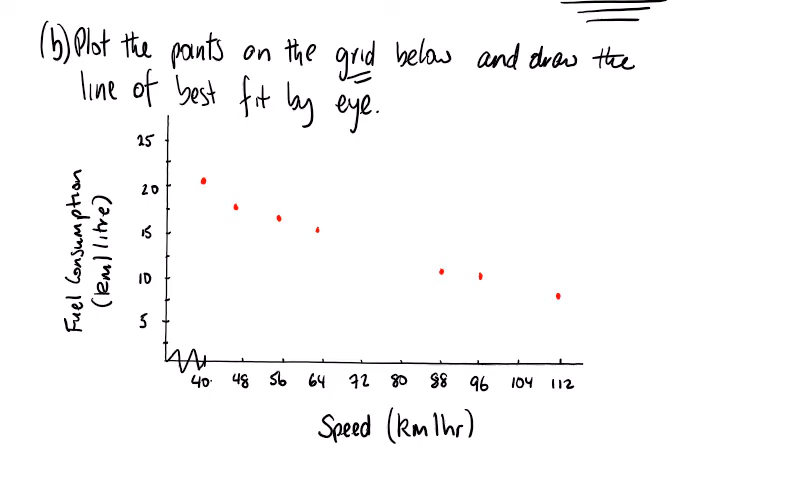 (b) Plot the points on the grid below and draw the
line of best fit by eye.
25
20
15
10
5
Fuel Consumption
(km/litre)
40 48 56 64 72 80 88 96 104 112
Speed (km/hr)